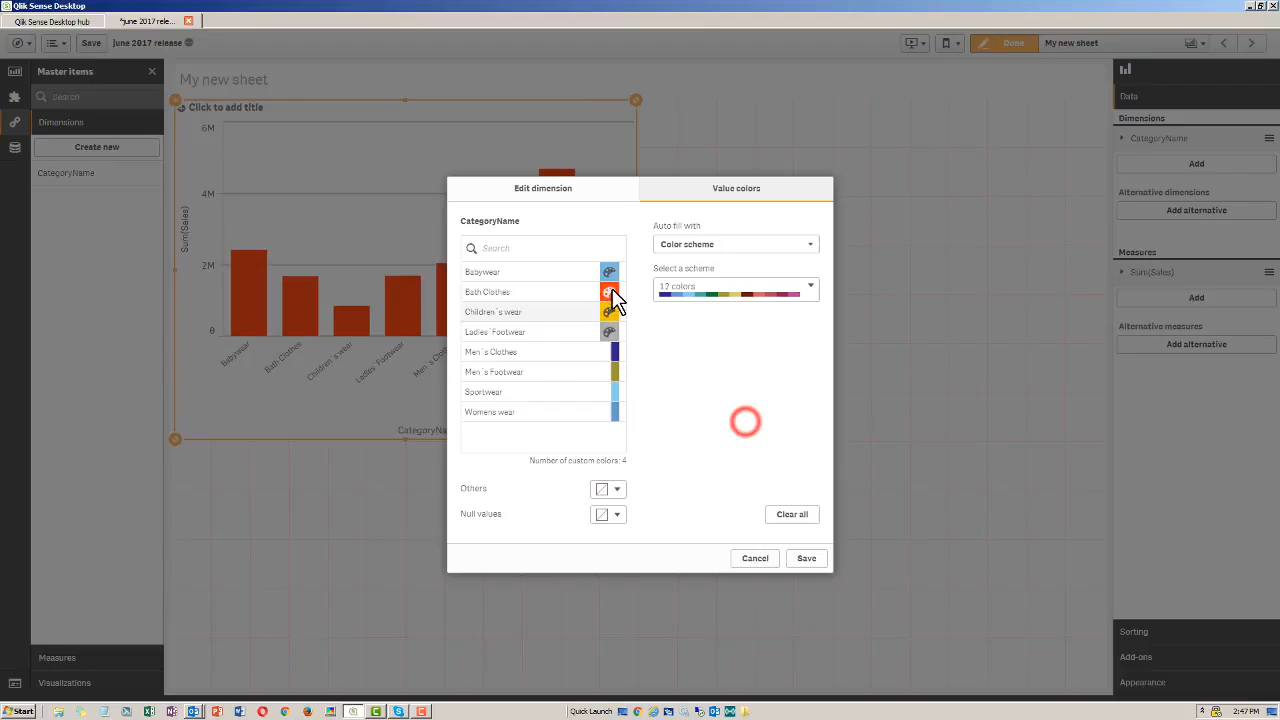 Qlik Sense Desktop
Qlik Sense Desktop hub
*june 2017 rele...
Save
june 2017 release
Done
My new sheet
Master items
Search
Dimensions
Create new
CategoryName
Measures
Visualizations
My new sheet
Click to add title
6M
4M
2M
0
Sum(Sales)
Babywear
Bath Clothes
Children´s wear
Ladies´Footwear
Men´s Clothes
CategoryNa
Edit dimension
Value colors
CategoryName
Search
Babywear
Bath Clothes
Children´s wear
Ladies´Footwear
Men´s Clothes
Men´s Footwear
Sportwear
Womens wear
Number of custom colors: 4
Others
Null values
Auto fill with
Color scheme
Select a scheme
12 colors
Clear all
Cancel
Save
Data
Dimensions
CategoryName
Add
Alternative dimensions
Add alternative
Measures
Sum(Sales)
Add
Alternative measures
Add alternative
Sorting
Add-ons
Appearance
Start
Quick Launch
2:47 PM